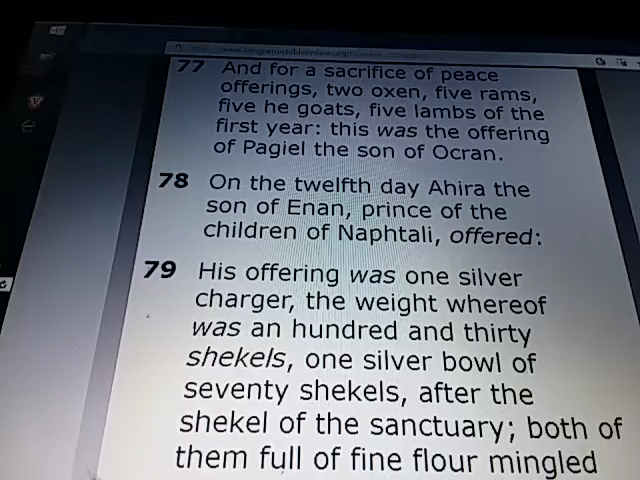 77 And for a sacrifice of peace
offerings, two oxen, five rams,
five he goats, five lambs of the
first year: this was the offering
of Pagiel the son of Ocran.
78 On the twelfth day Ahira the
son of Enan, prince of the
children of Naphtali, offered:
79 His offering was one silver
charger, the weight whereof
was an hundred and thirty
shekels, one silver bowl of
seventy shekels, after the
shekel of the sanctuary; both of
them full of fine flour mingled